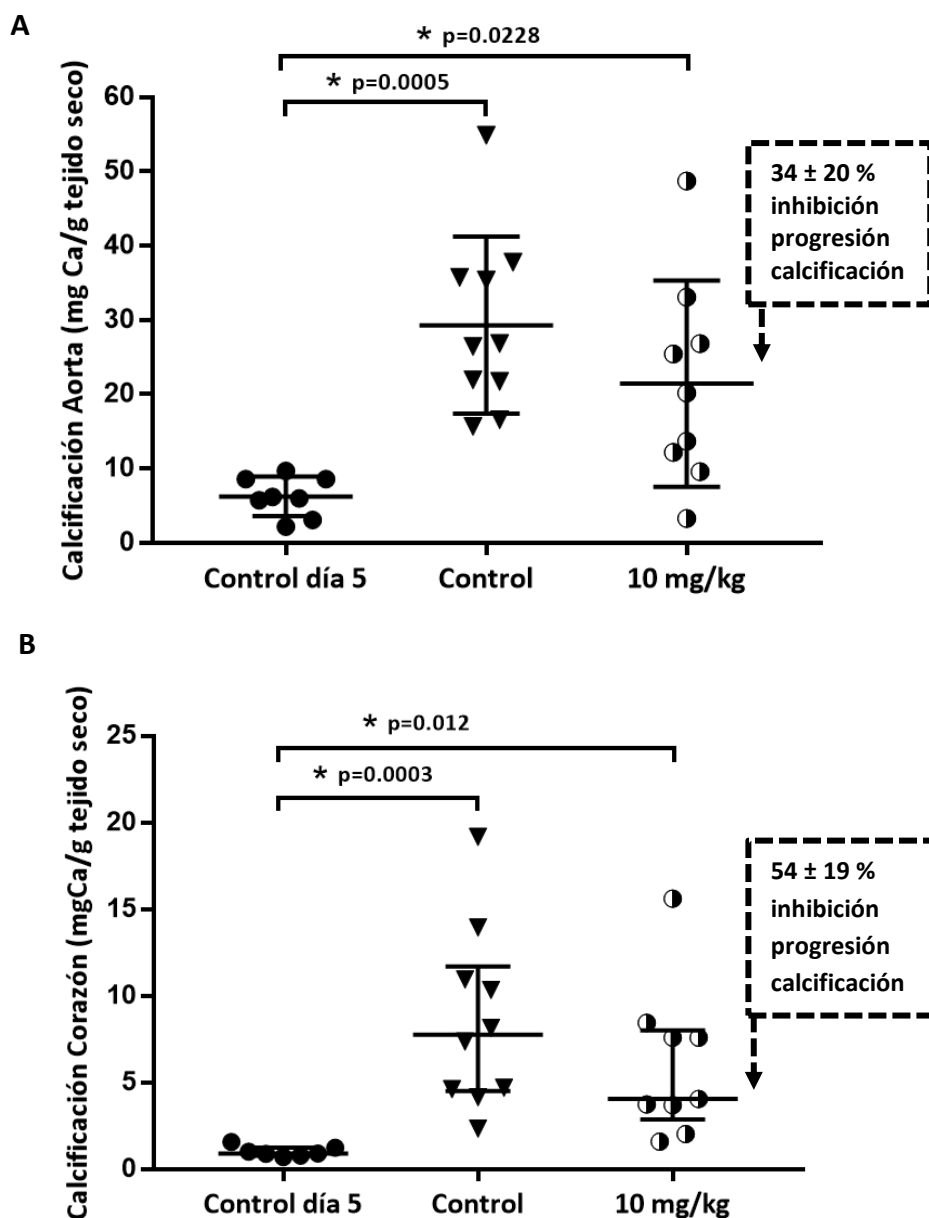 A
* p=0.0228
* p=0.0005
Calcificación Aorta (mg Ca/g tejido seco)
60
50
40
30
20
10
0
34 ± 20 %
inhibición
progresión
calcificación
Control día 5
Control
10 mg/kg
B
* p=0.012
* p=0.0003
Calcificación Corazón (mgCa/g tejido seco)
25
20
15
10
5
0
54 ± 19 %
inhibición
progresión
calcificación
Control día 5
Control
10 mg/kg